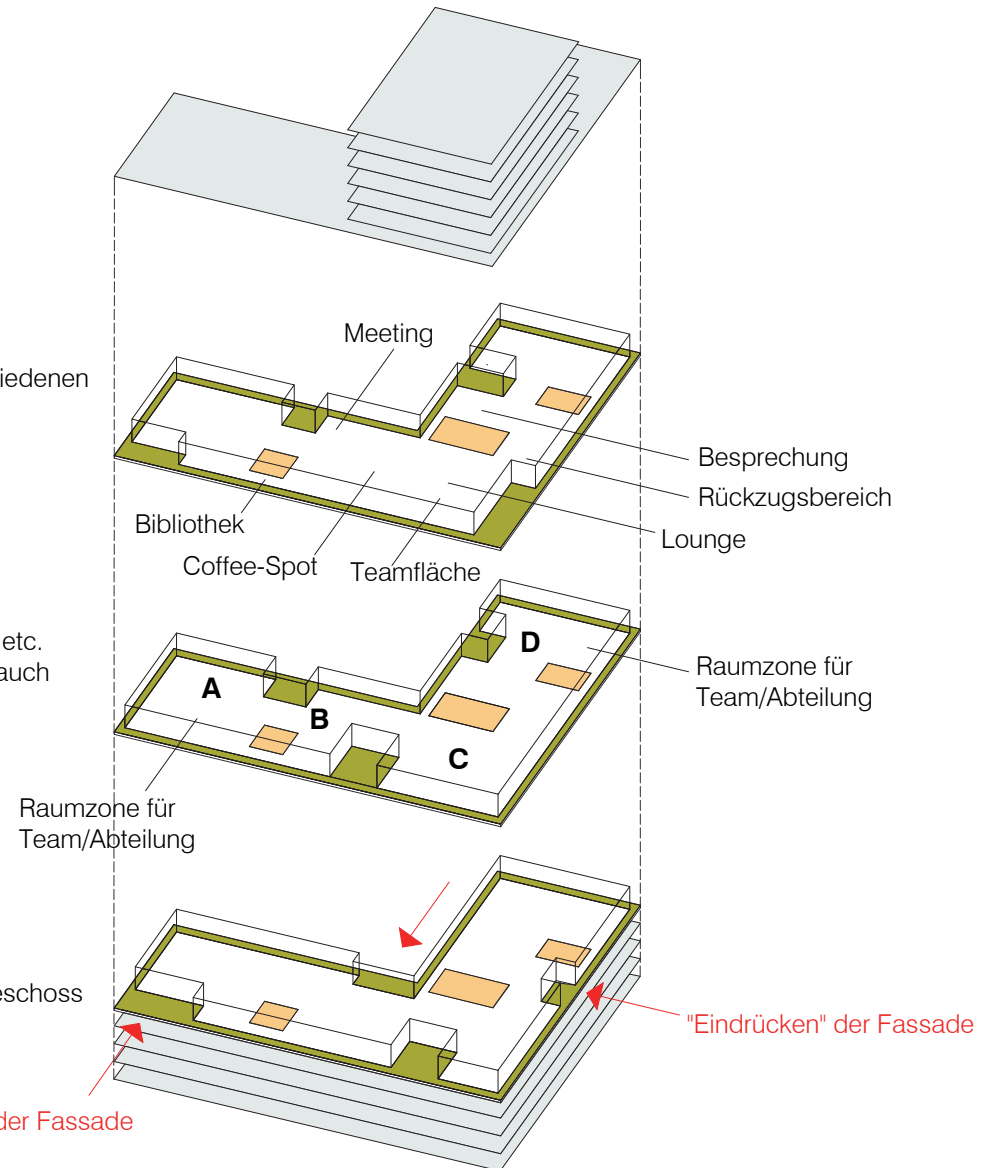 Meeting
iedenen
Besprechung
Rückzugsbereich
Bibliothek
Lounge
Coffee-Spot
Teamfläche
etc.
auch
D
A
B
C
Raumzone für
Team/Abteilung
Raumzone für
Team/Abteilung
eschoss
"Eindrücken" der Fassade
der Fassade